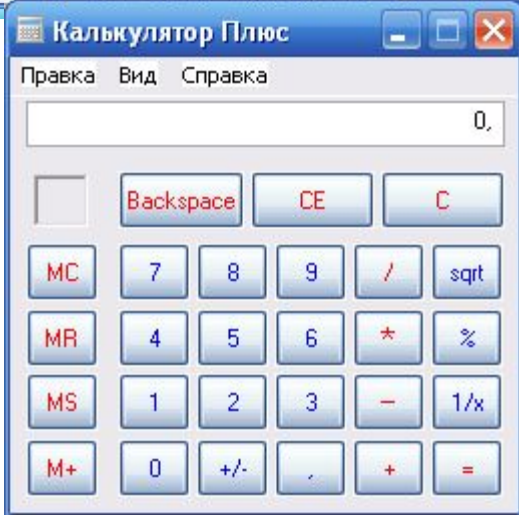 Калькулятор Плюс
Правка Вид Справка
0,
Backspace CE C
MC 7 8 9 / sqrt
MR 4 5 6 * %
MS 1 2 3 − 1/x
M+ 0 +/- , + =